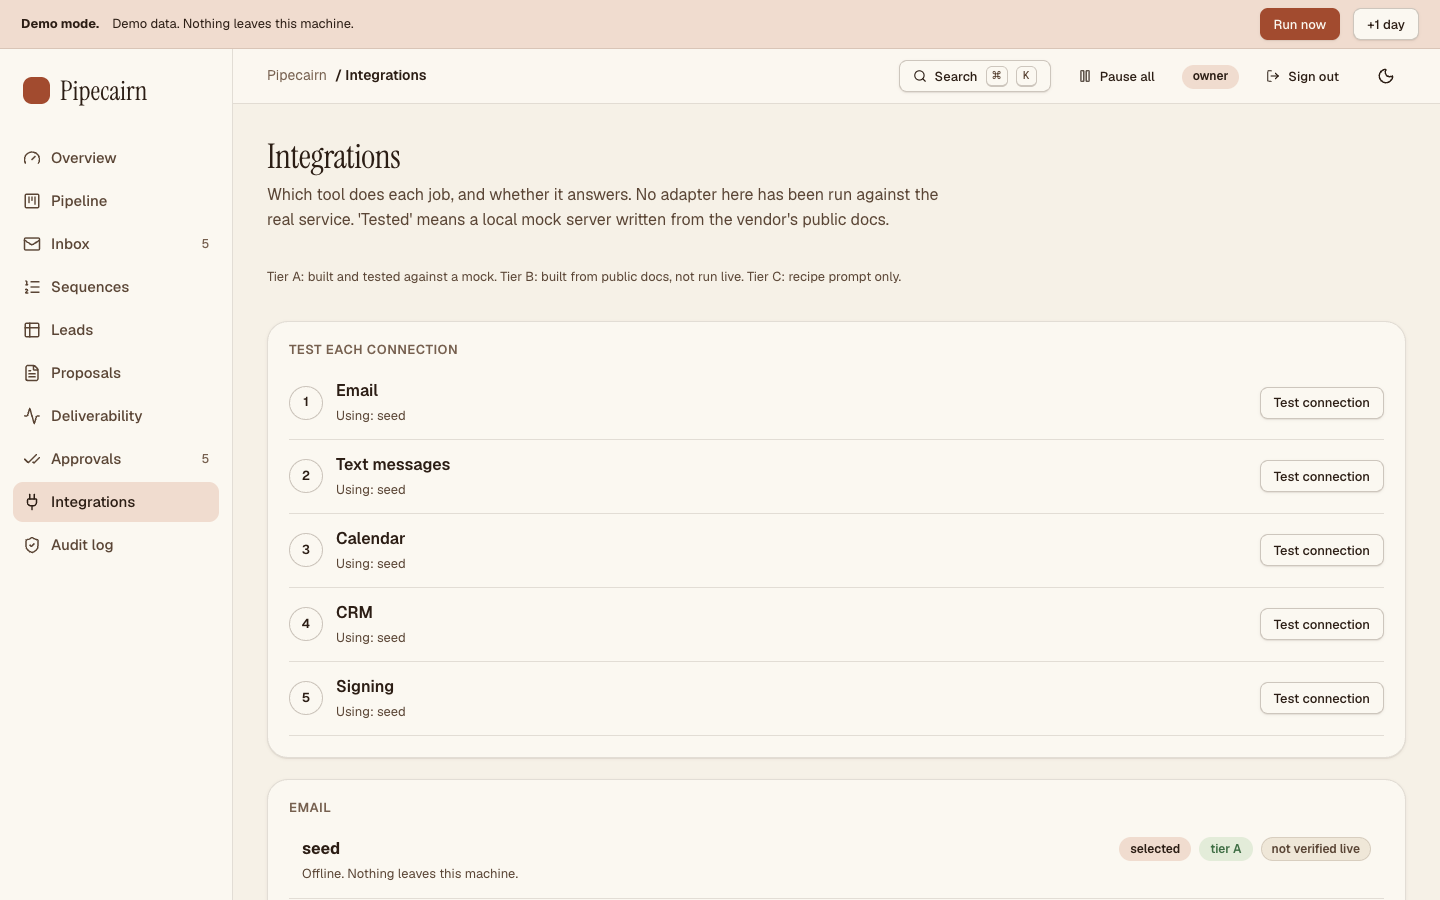 Demo mode. Demo data. Nothing leaves this machine.
Run now
+1 day
Pipecairn
Overview
Pipeline
Inbox 5
Sequences
Leads
Proposals
Deliverability
Approvals 5
Integrations
Audit log
Pipecairn / Integrations
Search ⌘ K
Pause all
owner
Sign out
Integrations
Which tool does each job, and whether it answers. No adapter here has been run against the
real service. 'Tested' means a local mock server written from the vendor's public docs.
Tier A: built and tested against a mock. Tier B: built from public docs, not run live. Tier C: recipe prompt only.
TEST EACH CONNECTION
1 Email
Using: seed
Test connection
2 Text messages
Using: seed
Test connection
3 Calendar
Using: seed
Test connection
4 CRM
Using: seed
Test connection
5 Signing
Using: seed
Test connection
EMAIL
seed
selected
tier A
not verified live
Offline. Nothing leaves this machine.